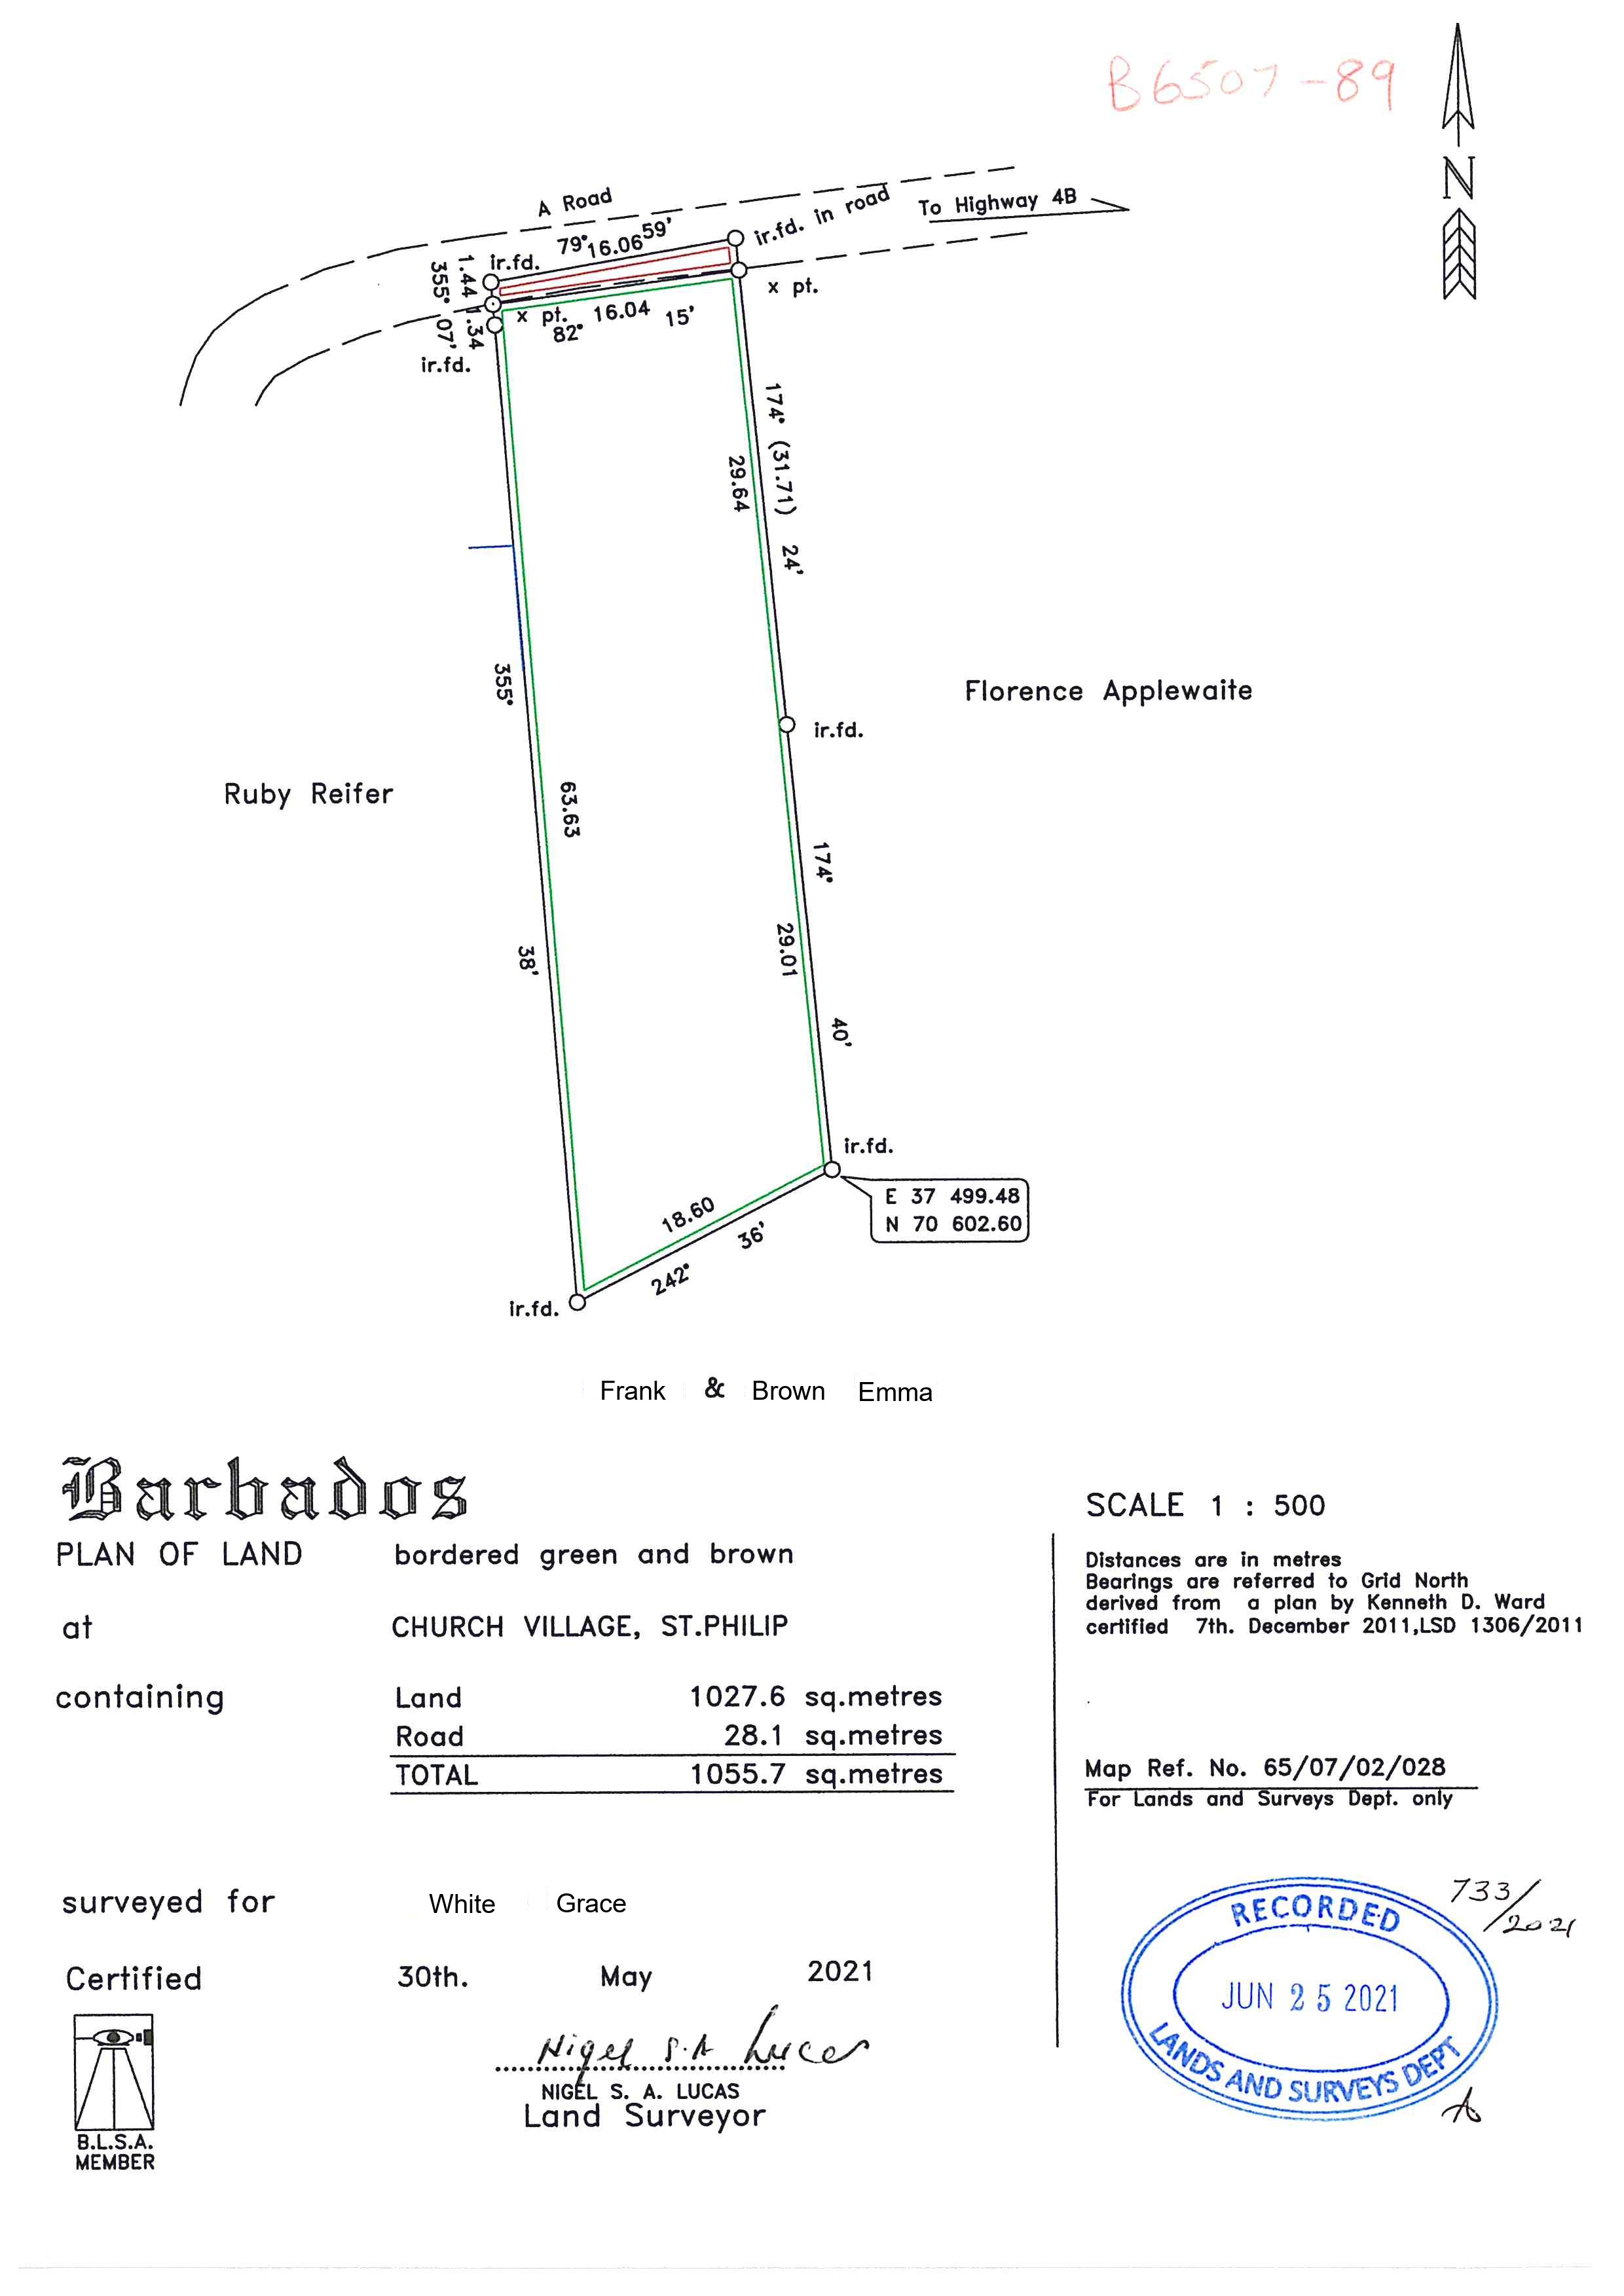 B6507-89
N
A Road
To Highway 4B
79° 16.06 59'
ir.fd. in road
ir.fd.
1.44
355° 07'
1.34
x pt.
x pt.
82° 16.04 15'
ir.fd.
174° (31.71) 24'
29.64
355°
ir.fd.
Florence Applewaite
Ruby Reifer
63.63
174°
29.01
38'
40'
ir.fd.
E 37 499.48
N 70 602.60
18.60
242° 36'
ir.fd.
Frank & Brown Emma
Barbados
PLAN OF LAND bordered green and brown
at CHURCH VILLAGE, ST.PHILIP
containing Land 1027.6 sq.metres
Road 28.1 sq.metres
TOTAL 1055.7 sq.metres
surveyed for White Grace
Certified 30th. May 2021
Nigel S.A Lucas
NIGEL S. A. LUCAS
Land Surveyor
B.L.S.A.
MEMBER
SCALE 1 : 500
Distances are in metres
Bearings are referred to Grid North
derived from a plan by Kenneth D. Ward
certified 7th. December 2011,LSD 1306/2011
Map Ref. No. 65/07/02/028
For Lands and Surveys Dept. only
733/2021
RECORDED
JUN 25 2021
LANDS AND SURVEYS DEPT